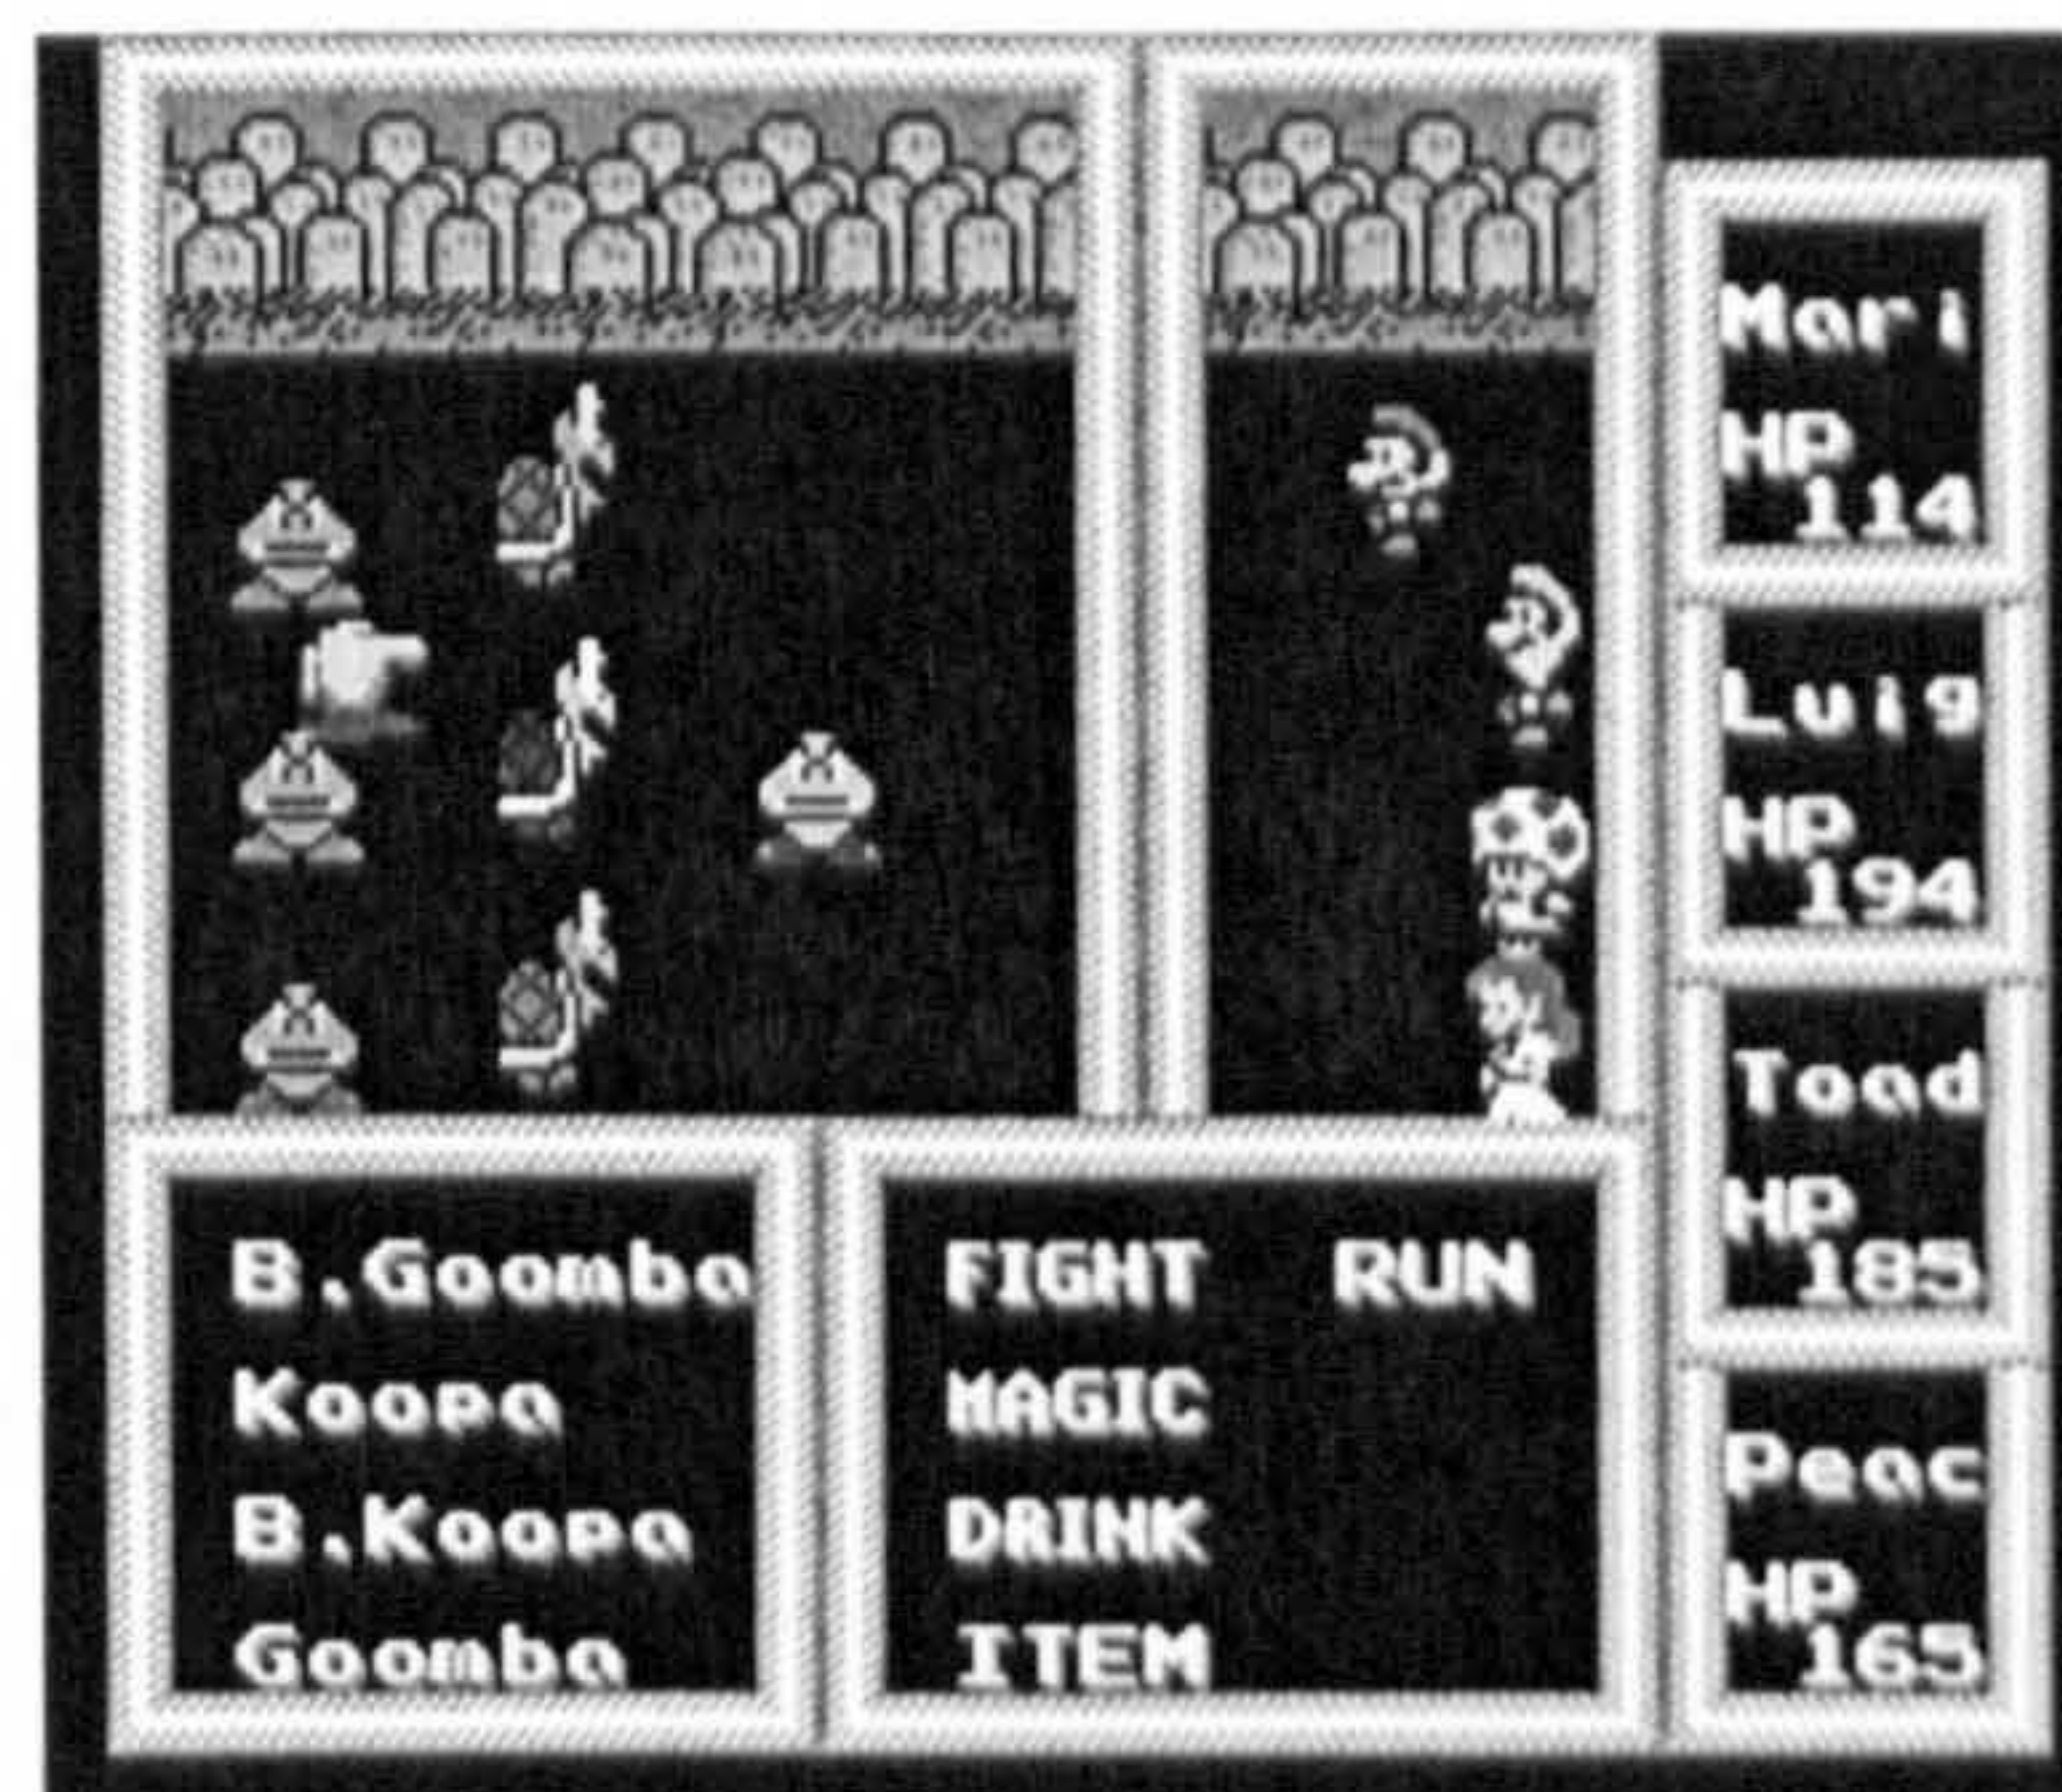 Mari
HP
114
Luig
HP
194
Toad
HP
185
Peac
HP
165
B.Goomba
Koopa
B.Koopa
Goomba
FIGHT RUN
MAGIC
DRINK
ITEM